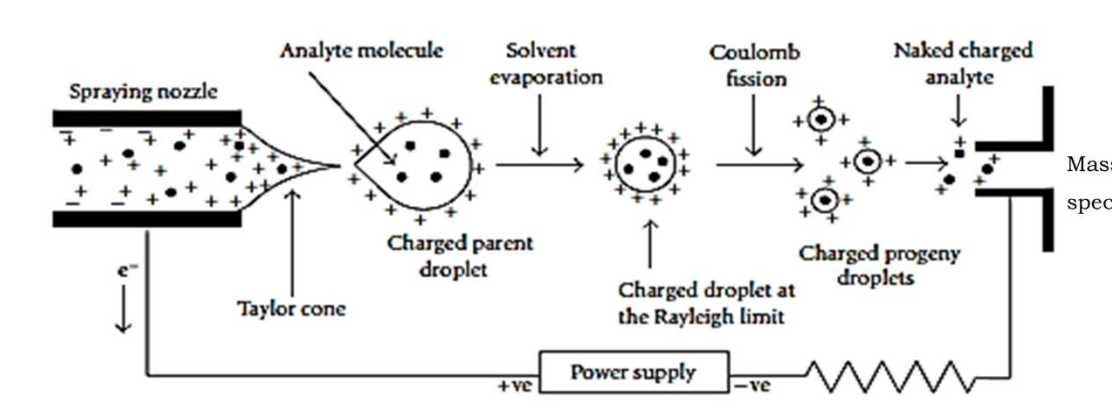 Analyte molecule
Solvent
evaporation
Coulomb
fission
Naked charged
analyte
Spraying nozzle
Mass
spec
Charged parent
droplet
Charged progeny
droplets
e⁻
Taylor cone
Charged droplet at
the Rayleigh limit
+ve
Power supply
−ve